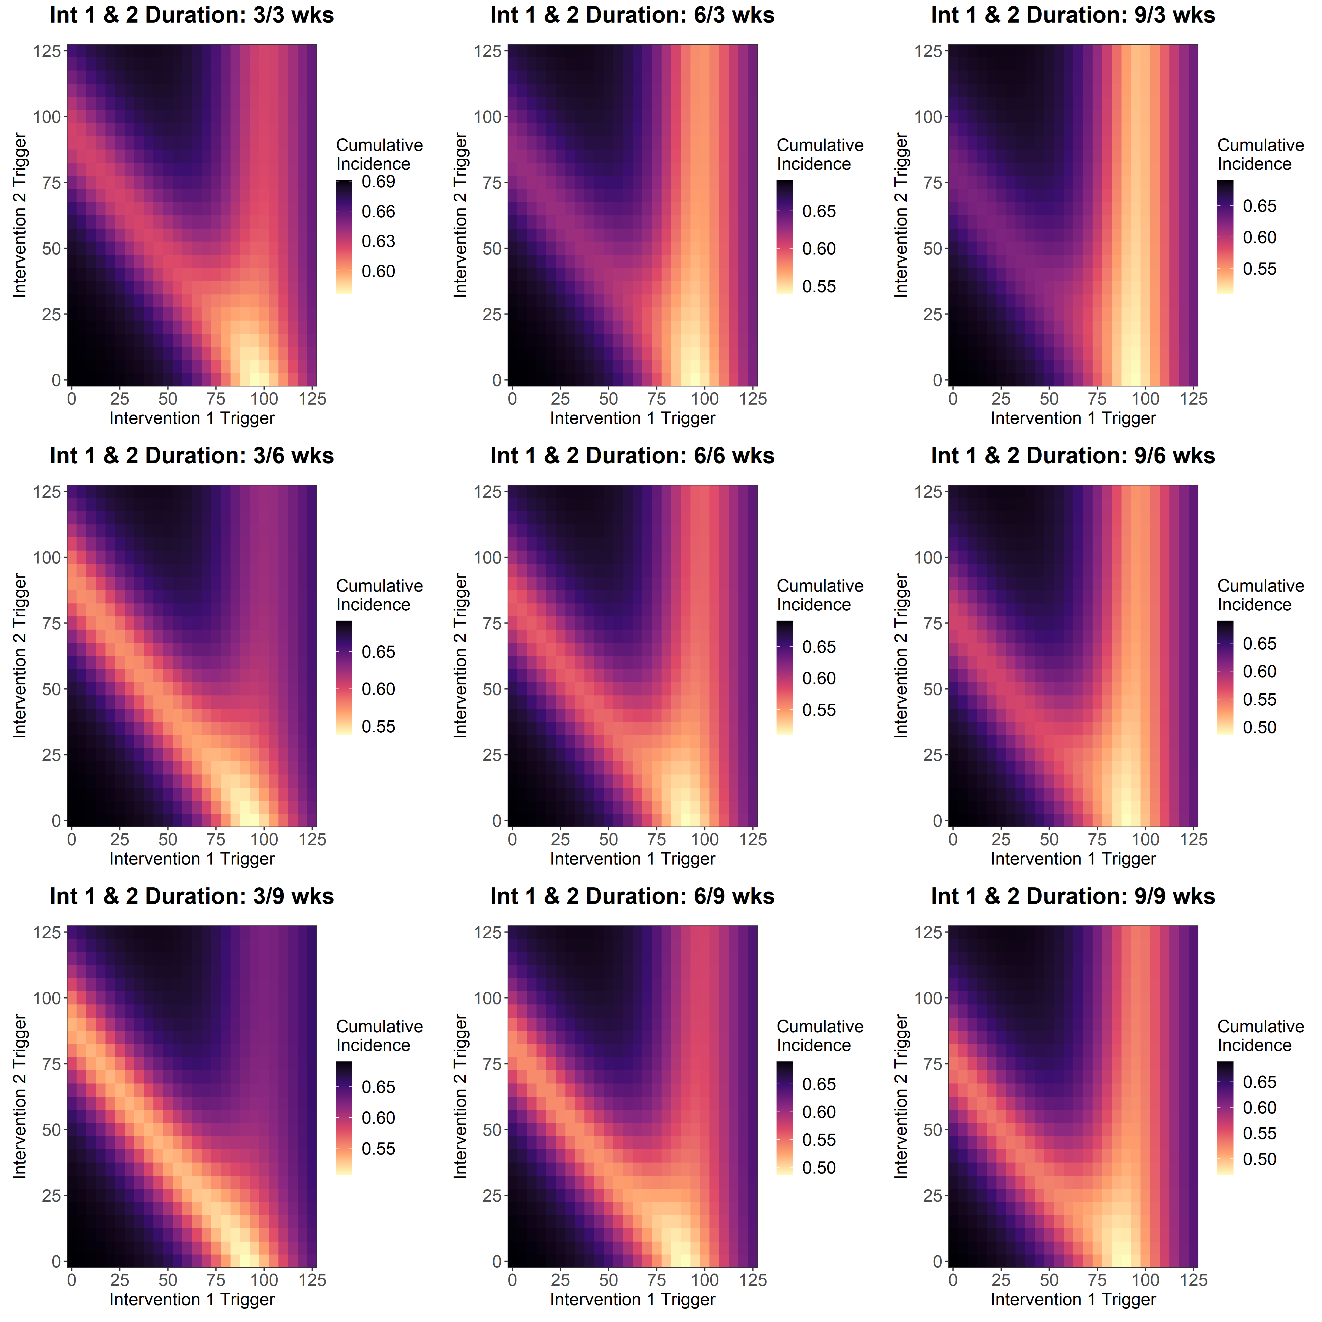 Int 1 & 2 Duration: 3/3 wks
125
100
75
50
25
0
Intervention 2 Trigger
0 25 50 75 100 125
Intervention 1 Trigger
Cumulative
Incidence
0.69
0.66
0.63
0.60
Int 1 & 2 Duration: 6/3 wks
125
100
75
50
25
0
Intervention 2 Trigger
0 25 50 75 100 125
Intervention 1 Trigger
Cumulative
Incidence
0.65
0.60
0.55
Int 1 & 2 Duration: 9/3 wks
125
100
75
50
25
0
Intervention 2 Trigger
0 25 50 75 100 125
Intervention 1 Trigger
Cumulative
Incidence
0.65
0.60
0.55
Int 1 & 2 Duration: 3/6 wks
125
100
75
50
25
0
Intervention 2 Trigger
0 25 50 75 100 125
Intervention 1 Trigger
Cumulative
Incidence
0.65
0.60
0.55
Int 1 & 2 Duration: 6/6 wks
125
100
75
50
25
0
Intervention 2 Trigger
0 25 50 75 100 125
Intervention 1 Trigger
Cumulative
Incidence
0.65
0.60
0.55
Int 1 & 2 Duration: 9/6 wks
125
100
75
50
25
0
Intervention 2 Trigger
0 25 50 75 100 125
Intervention 1 Trigger
Cumulative
Incidence
0.65
0.60
0.55
0.50
Int 1 & 2 Duration: 3/9 wks
125
100
75
50
25
0
Intervention 2 Trigger
0 25 50 75 100 125
Intervention 1 Trigger
Cumulative
Incidence
0.65
0.60
0.55
Int 1 & 2 Duration: 6/9 wks
125
100
75
50
25
0
Intervention 2 Trigger
0 25 50 75 100 125
Intervention 1 Trigger
Cumulative
Incidence
0.65
0.60
0.55
0.50
Int 1 & 2 Duration: 9/9 wks
125
100
75
50
25
0
Intervention 2 Trigger
0 25 50 75 100 125
Intervention 1 Trigger
Cumulative
Incidence
0.65
0.60
0.55
0.50